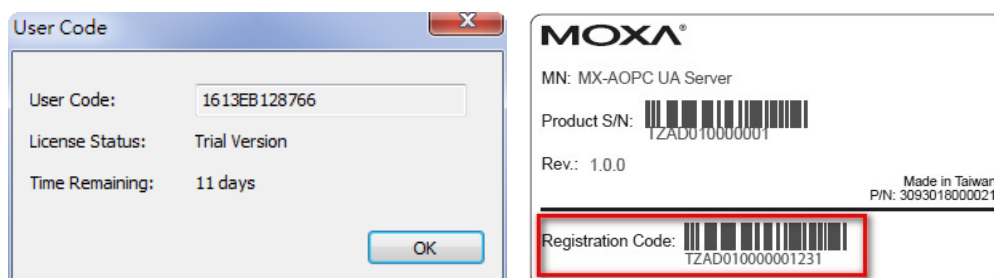 User Code
User Code: 1613EB128766
License Status: Trial Version
Time Remaining: 11 days
OK
MOXA®
MN: MX-AOPC UA Server
Product S/N:
TZAD010000001
Rev.: 1.0.0
Made in Taiwan
P/N: 3093018000021
Registration Code:
TZAD010000001231